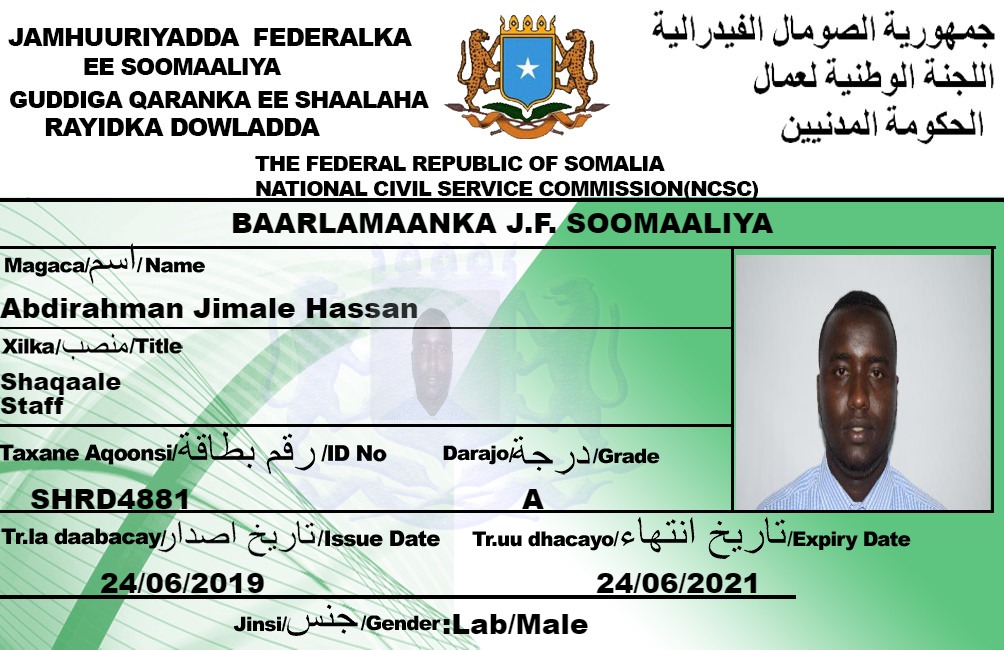 JAMHUURIYADDA FEDERALKA
EE SOOMAALIYA
GUDDIGA QARANKA EE SHAALAHA
RAYIDKA DOWLADDA
جمهورية الصومال الفيدرالية
اللجنة الوطنية لعمال
الحكومة المدنيين
THE FEDERAL REPUBLIC OF SOMALIA
NATIONAL CIVIL SERVICE COMMISSION(NCSC)
BAARLAMAANKA J.F. SOOMAALIYA
Magaca/اسم/Name
Abdirahman Jimale Hassan
Xilka/منصب/Title
Shaqaale
Staff
Taxane Aqoonsi/رقم بطاقة/ID No
Darajo/درجة/Grade
SHRD4881
A
Tr.la daabacay/تاريخ اصدار/Issue Date
Tr.uu dhacayo/تاريخ انتهاء/Expiry Date
24/06/2019
24/06/2021
Jinsi/جنس/Gender:Lab/Male